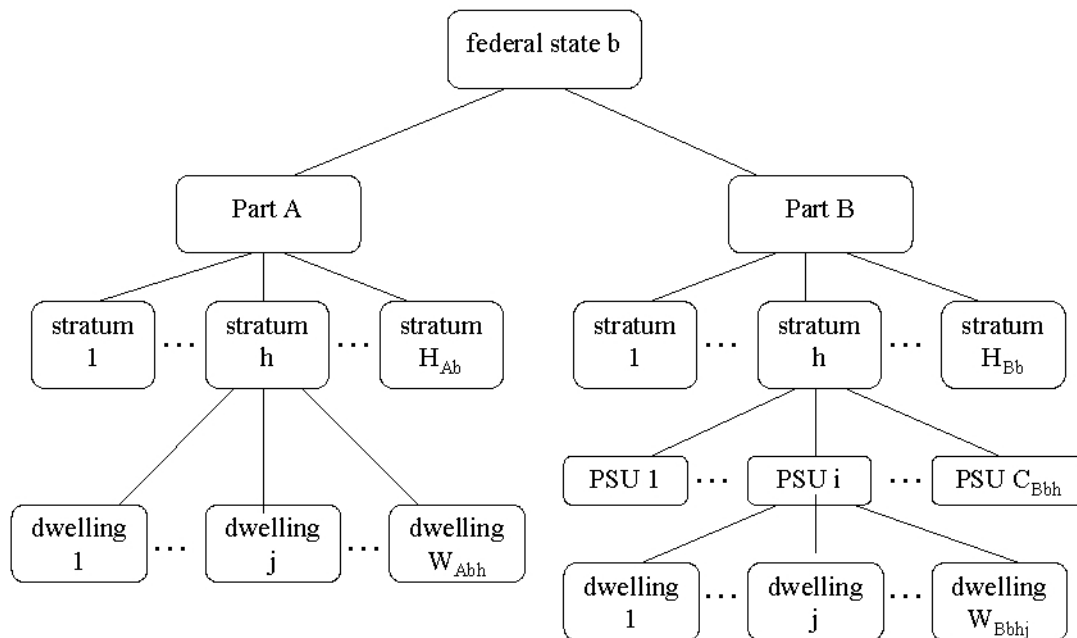 federal state b
Part A
Part B
stratum
1
...
stratum
h
...
stratum
H_Ab
stratum
1
...
stratum
h
...
stratum
H_Bb
PSU 1
...
PSU i
...
PSU C_Bbh
dwelling
1
...
dwelling
j
...
dwelling
W_Abh
dwelling
1
...
dwelling
j
...
dwelling
W_Bbhj